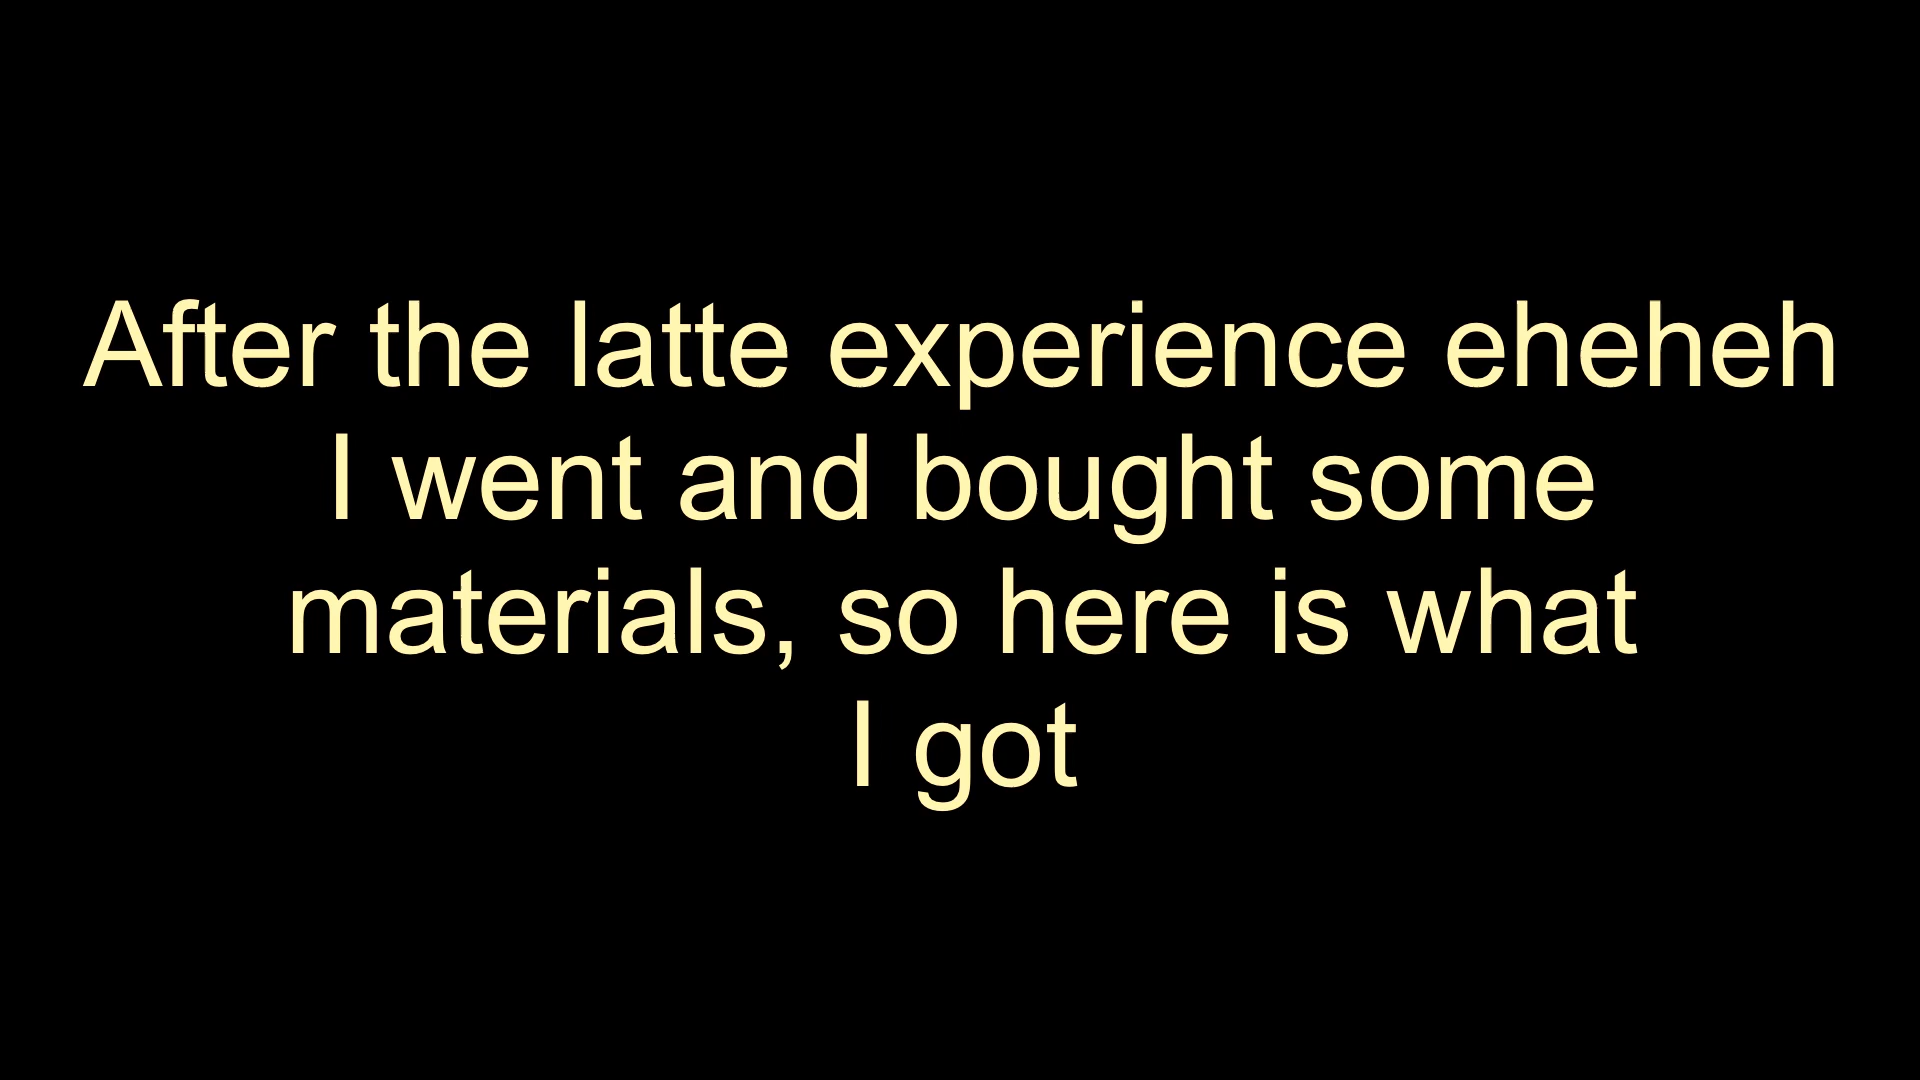 After the latte experience eheheh
I went and bought some
materials, so here is what
I got